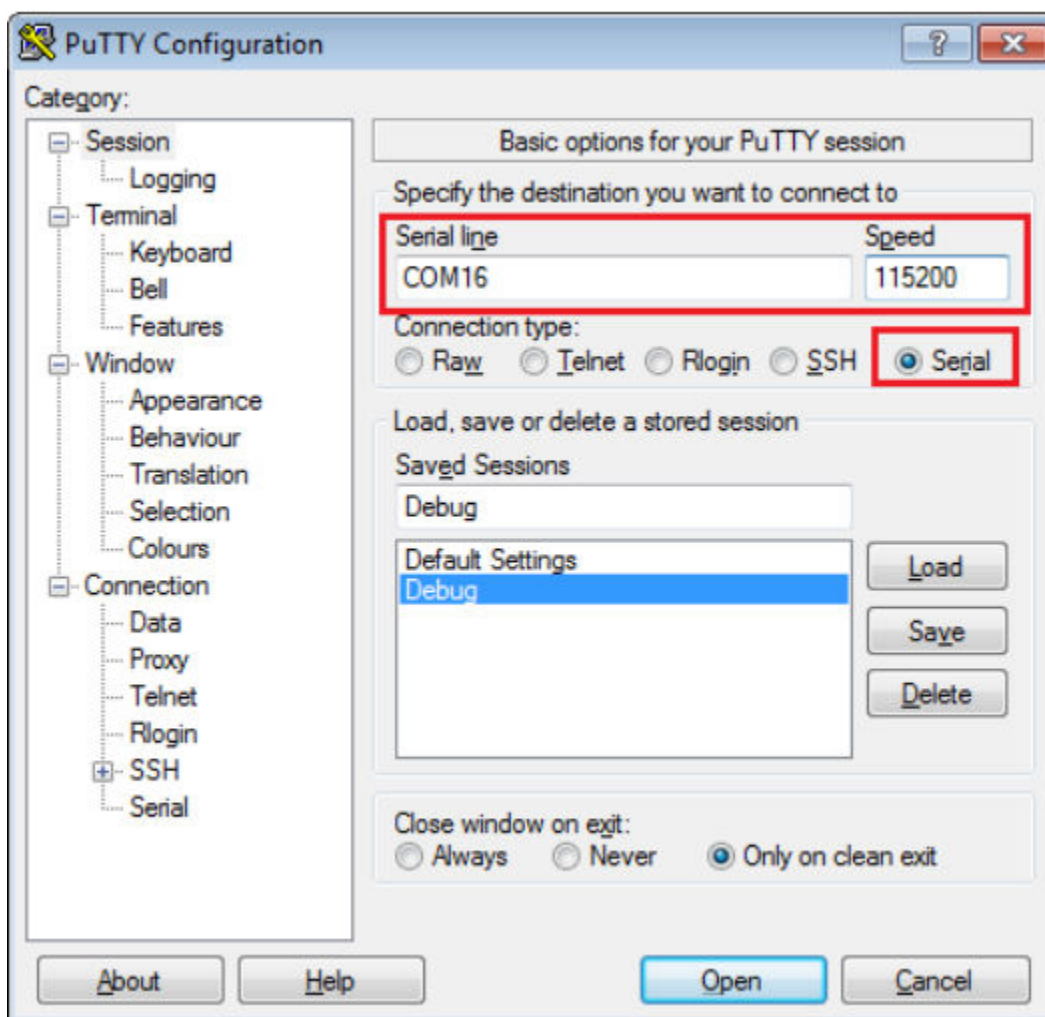 PuTTY Configuration
Category:
Session
Logging
Terminal
Keyboard
Bell
Features
Window
Appearance
Behaviour
Translation
Selection
Colours
Connection
Data
Proxy
Telnet
Rlogin
SSH
Serial
Basic options for your PuTTY session
Specify the destination you want to connect to
Serial line Speed
COM16 115200
Connection type:
Raw Telnet Rlogin SSH Serial
Load, save or delete a stored session
Saved Sessions
Debug
Default Settings
Debug
Load
Save
Delete
Close window on exit:
Always Never Only on clean exit
About Help Open Cancel